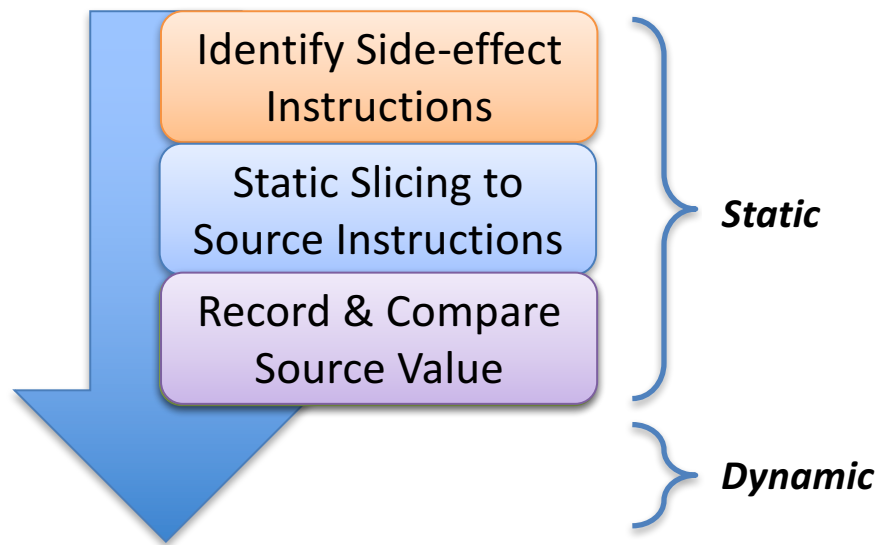 Identify Side-effect
Instructions
Static Slicing to
Source Instructions
Record & Compare
Source Value
Static
Dynamic